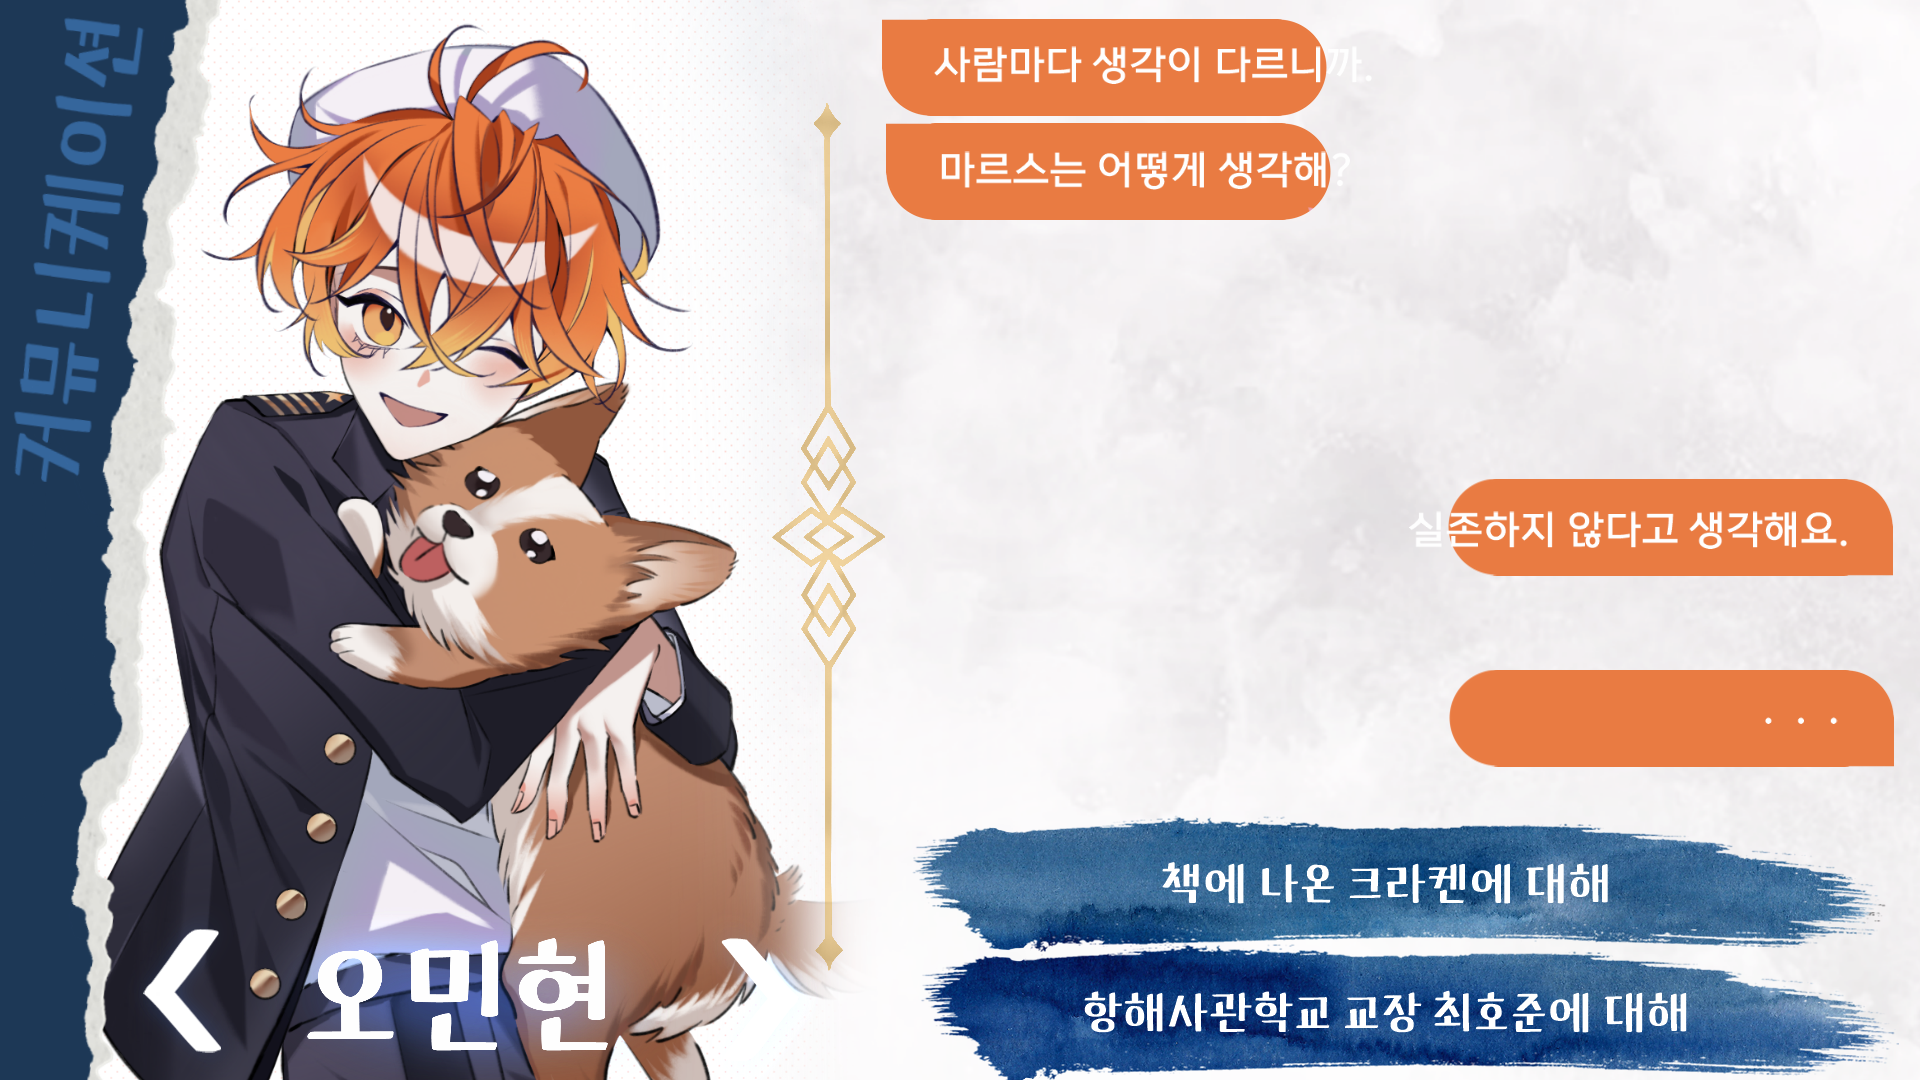 커뮤니케이션
사람마다 생각이 다르니까.
마르스는 어떻게 생각해?
실존하지 않다고 생각해요.
· · ·
책에 나온 크라켄에 대해
항해사관학교 교장 최호준에 대해
오민현